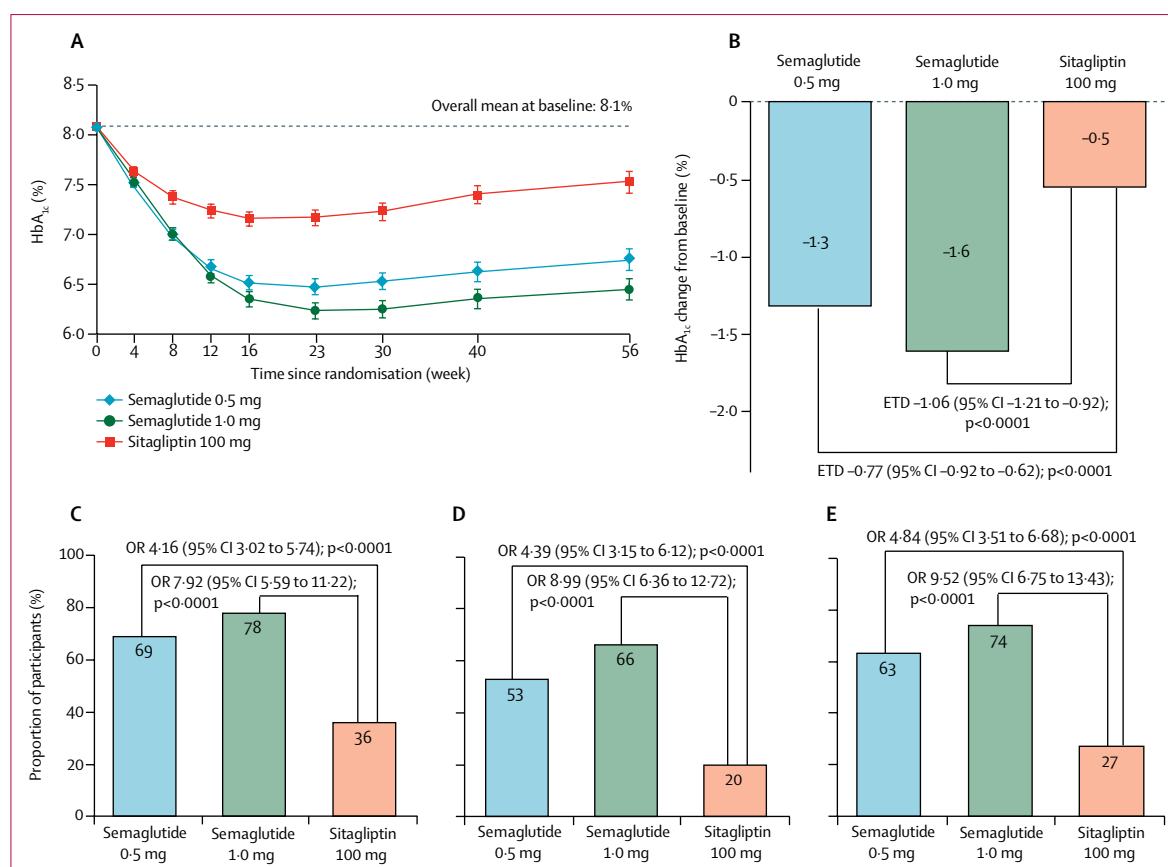 A
8·5
8·0
7·5
7·0
6·5
6·0
HbA1c (%)
Overall mean at baseline: 8·1%
0 4 8 12 16 23 30 40 56
Time since randomisation (week)
Semaglutide 0·5 mg
Semaglutide 1·0 mg
Sitagliptin 100 mg
B
Semaglutide
0·5 mg
Semaglutide
1·0 mg
Sitagliptin
100 mg
0
–0·5
–1·0
–1·5
–2·0
HbA1c change from baseline (%)
–1·3
–1·6
–0·5
ETD –1·06 (95% CI –1·21 to –0·92);
p<0·0001
ETD –0·77 (95% CI –0·92 to –0·62); p<0·0001
C
100
80
60
40
20
0
Proportion of participants (%)
OR 4·16 (95% CI 3·02 to 5·74); p<0·0001
OR 7·92 (95% CI 5·59 to 11·22);
p<0·0001
69
78
36
Semaglutide
0·5 mg
Semaglutide
1·0 mg
Sitagliptin
100 mg
D
OR 4·39 (95% CI 3·15 to 6·12); p<0·0001
OR 8·99 (95% CI 6·36 to 12·72);
p<0·0001
53
66
20
Semaglutide
0·5 mg
Semaglutide
1·0 mg
Sitagliptin
100 mg
E
OR 4·84 (95% CI 3·51 to 6·68); p<0·0001
OR 9·52 (95% CI 6·75 to 13·43);
p<0·0001
63
74
27
Semaglutide
0·5 mg
Semaglutide
1·0 mg
Sitagliptin
100 mg